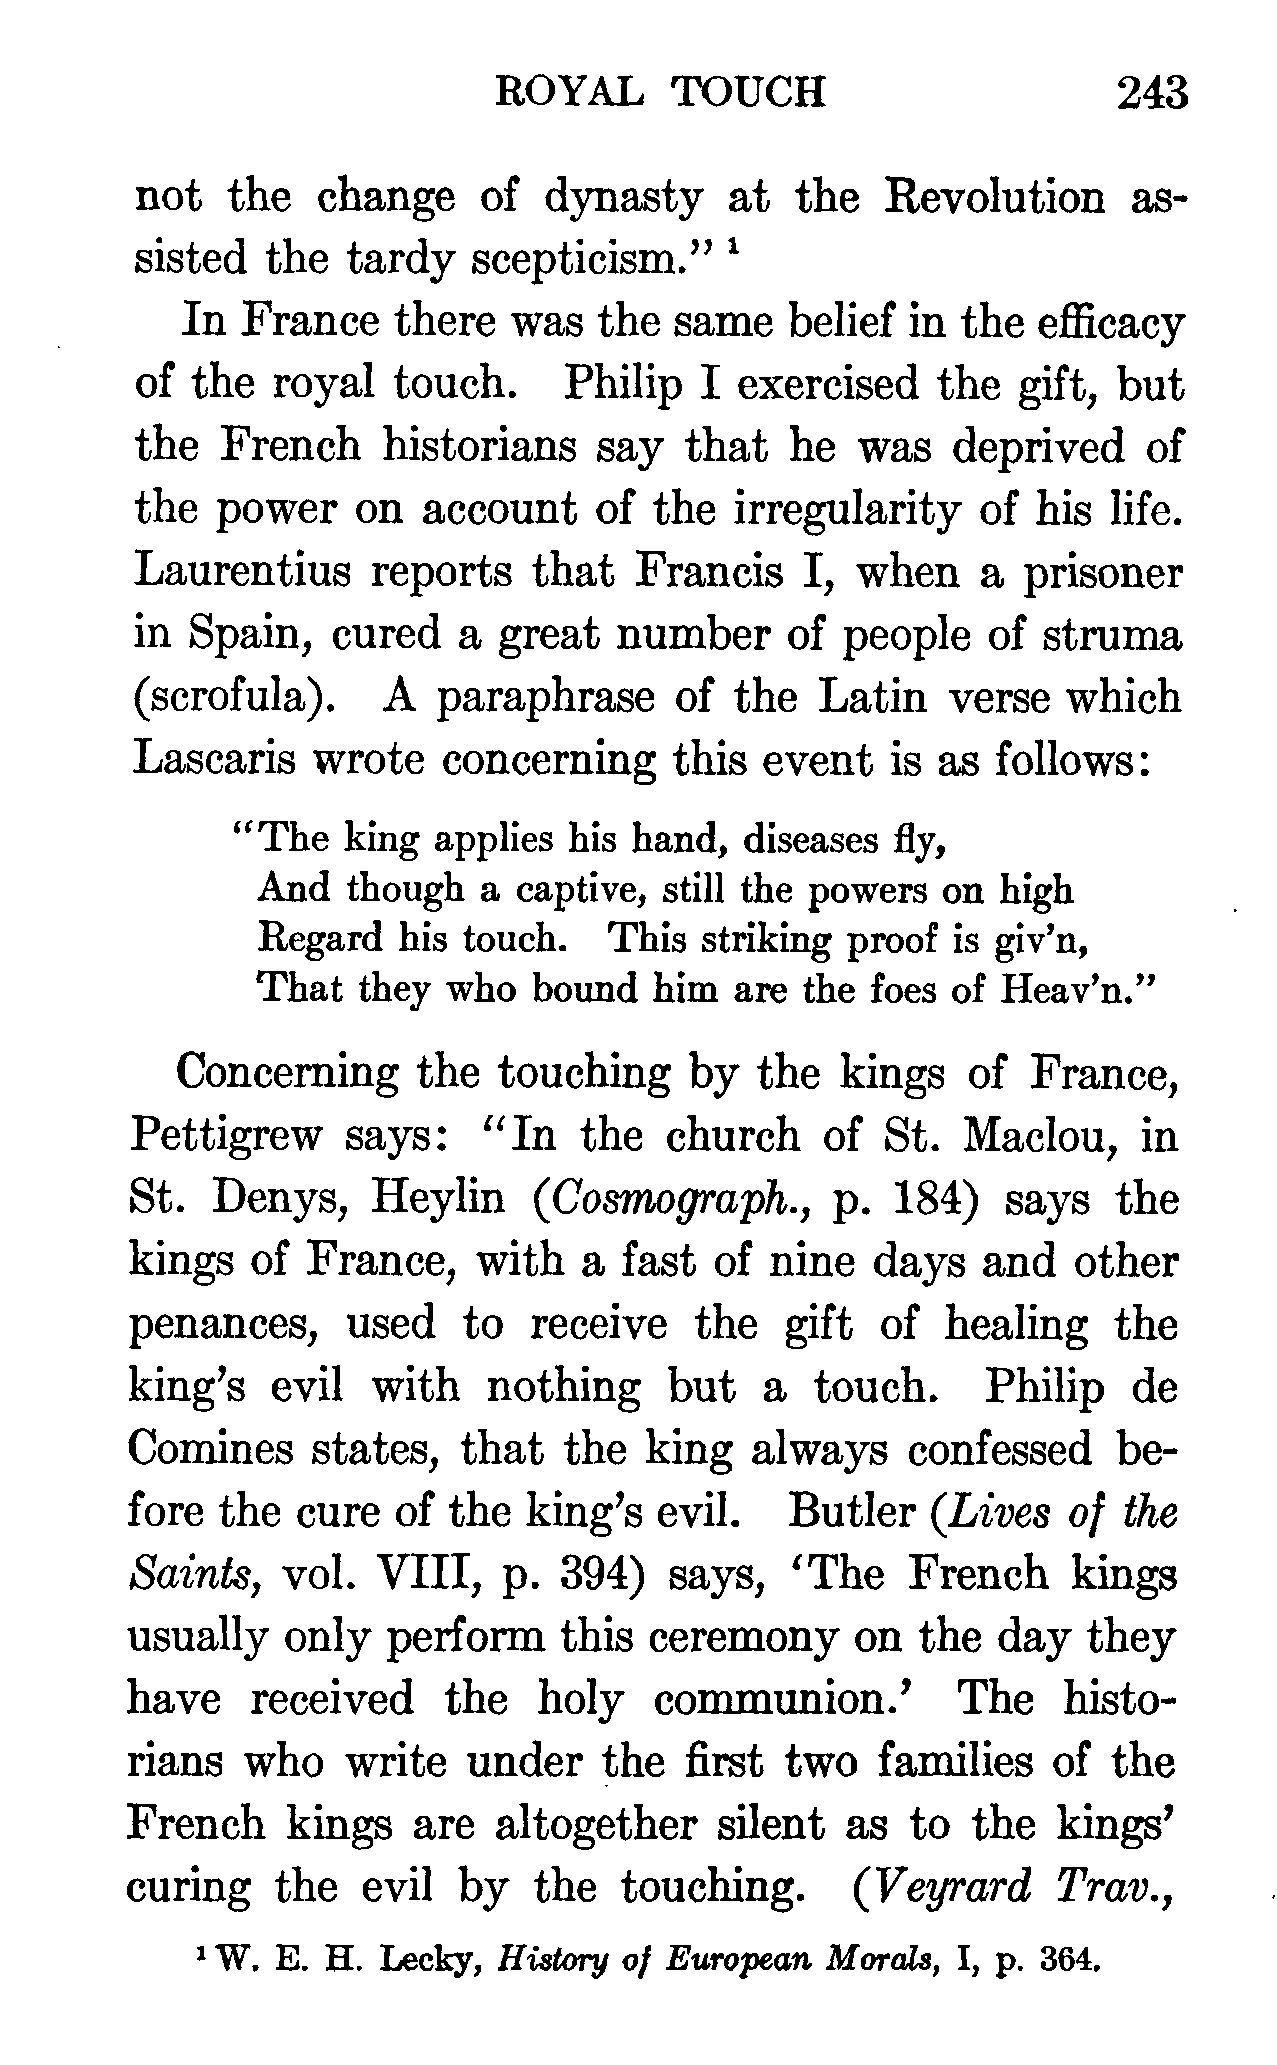 ROYAL TOUCH 243
not the change of dynasty at the Revolution as-
sisted the tardy scepticism." ¹
In France there was the same belief in the efficacy
of the royal touch. Philip I exercised the gift, but
the French historians say that he was deprived of
the power on account of the irregularity of his life.
Laurentius reports that Francis I, when a prisoner
in Spain, cured a great number of people of struma
(scrofula). A paraphrase of the Latin verse which
Lascaris wrote concerning this event is as follows:
"The king applies his hand, diseases fly,
And though a captive, still the powers on high
Regard his touch. This striking proof is giv'n,
That they who bound him are the foes of Heav'n."
Concerning the touching by the kings of France,
Pettigrew says: "In the church of St. Maclou, in
St. Denys, Heylin (Cosmograph., p. 184) says the
kings of France, with a fast of nine days and other
penances, used to receive the gift of healing the
king's evil with nothing but a touch. Philip de
Comines states, that the king always confessed be-
fore the cure of the king's evil. Butler (Lives of the
Saints, vol. VIII, p. 394) says, 'The French kings
usually only perform this ceremony on the day they
have received the holy communion.' The histo-
rians who write under the first two families of the
French kings are altogether silent as to the kings'
curing the evil by the touching. (Veyrard Trav.,
¹ W. E. H. Lecky, History of European Morals, I, p. 364.